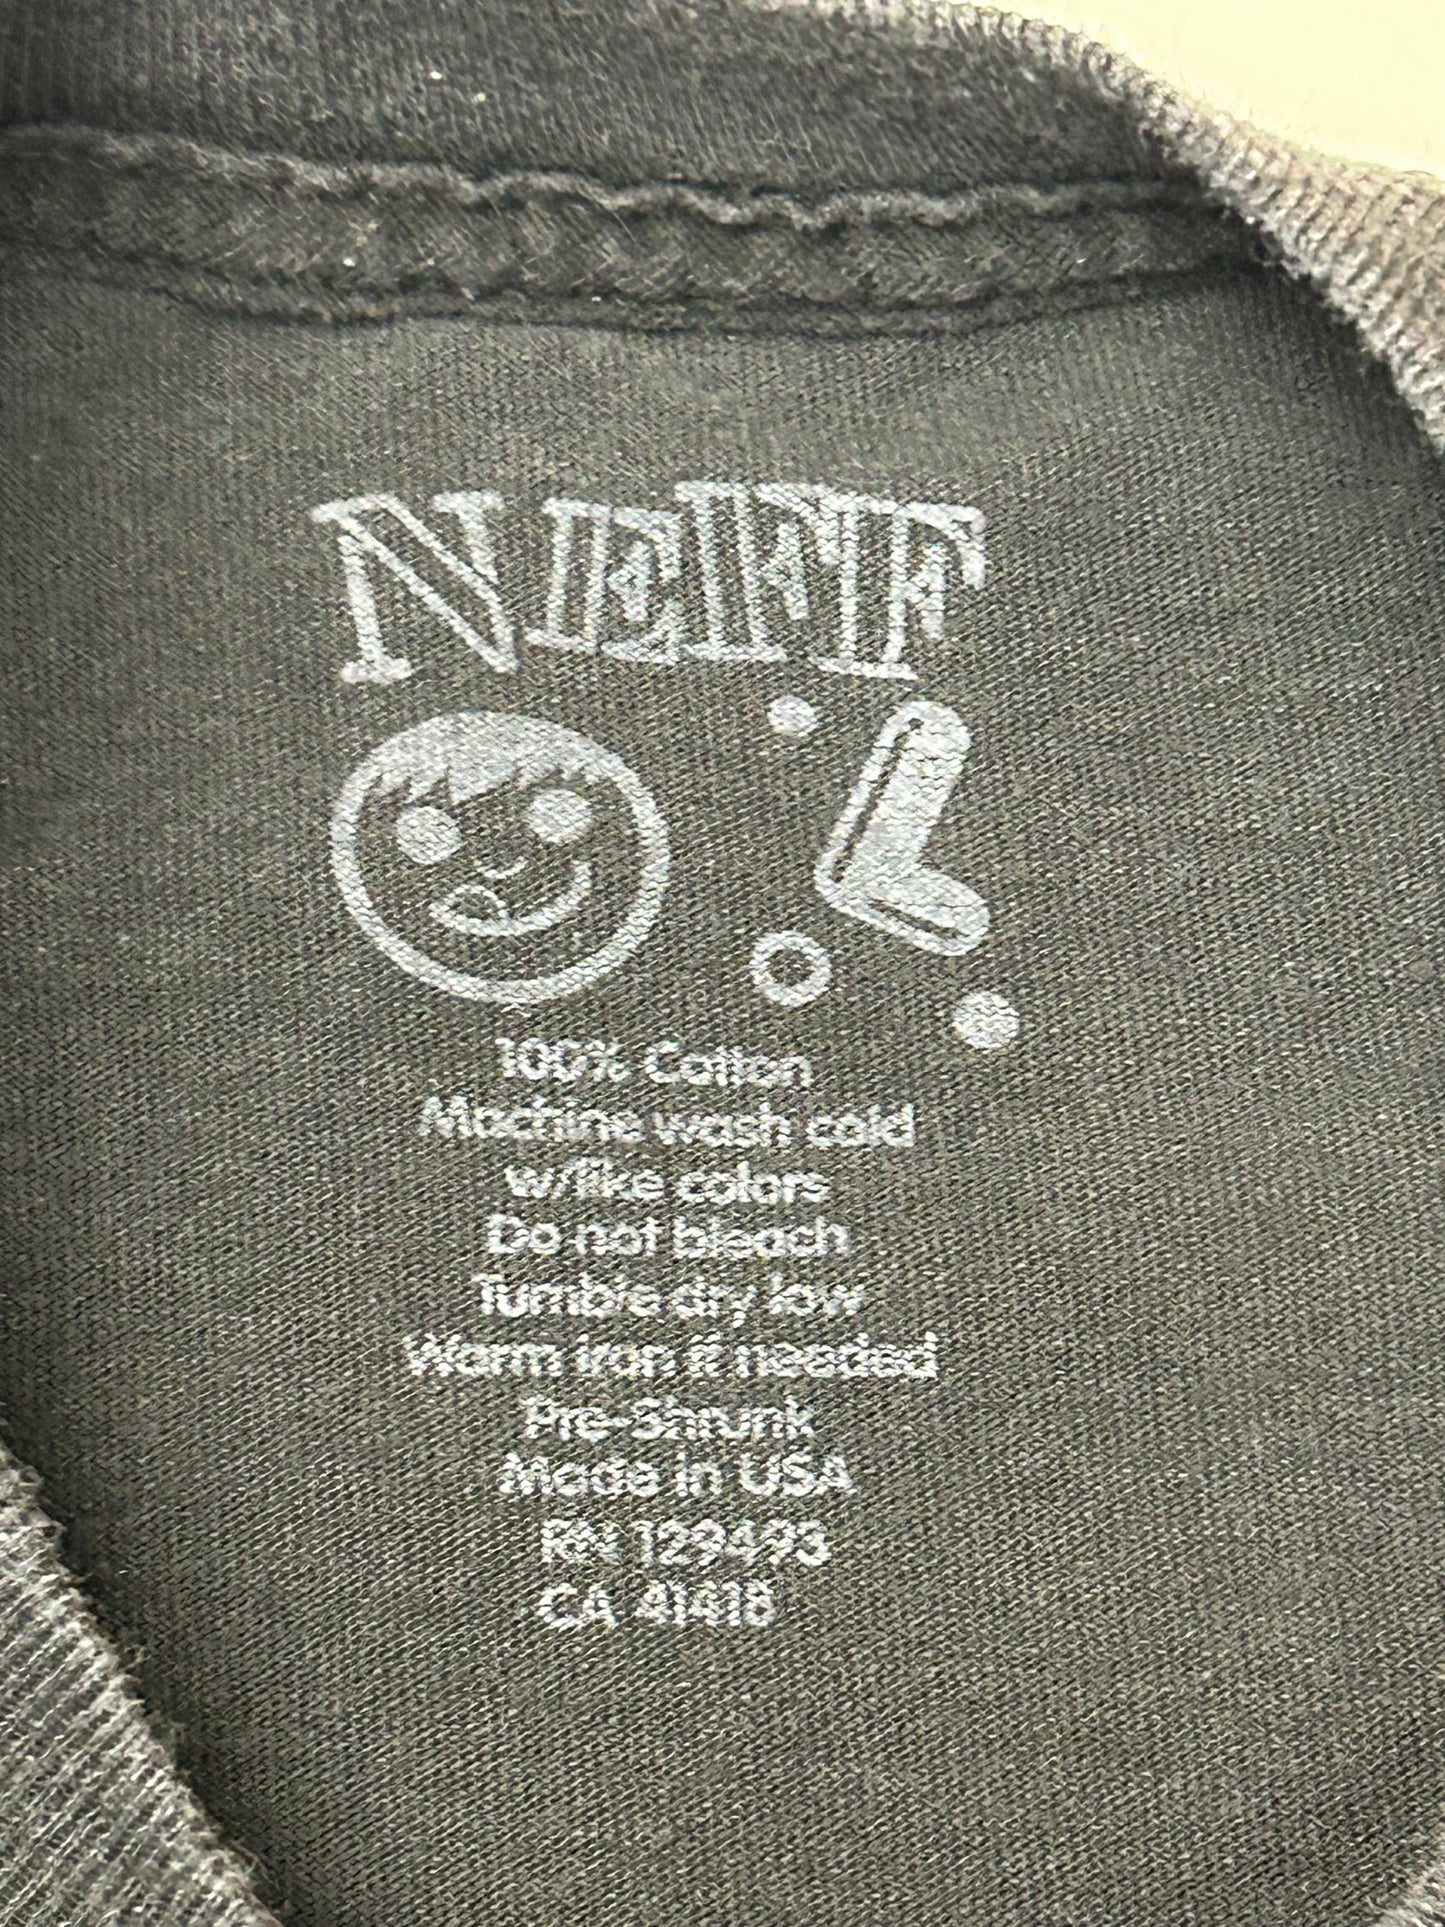 NEFF
L
100% Cotton
Machine wash cold
w/like colors
Do not bleach
Tumble dry low
Warm iron if needed
Pre-Shrunk
Made in USA
RN 129493
CA 41418